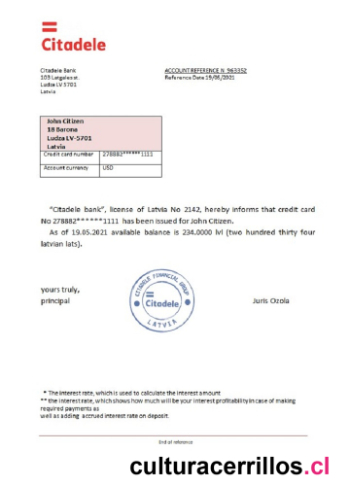 Citadele
Citadele Bank
103 Latgales st.
Ludza LV 5701
Latvia
ACCOUNT REFERENCE N 963352
Reference Date 19/05/2021
John Citizen
18 Barona
Ludza LV-5701
Latvia
Credit card number 278882******1111
Account currency USD
"Citadele bank", license of Latvia No 2142, hereby informs that credit card
No 278882******1111 has been issued for John Citizen.
As of 19.05.2021 available balance is 234.0000 lvl (two hundred thirty four
latvian lats).
yours truly,
principal
CITADELE FINANCIAL GROUP
Citadele
LATVIA
Juris Ozola
* The interest rate, which is used to calculate the interest amount
** the interest rate, which shows how much will be your interest profitability in case of making
required payments as
well as adding accrued interest rate on deposit.
End of reference
culturacerrillos.cl